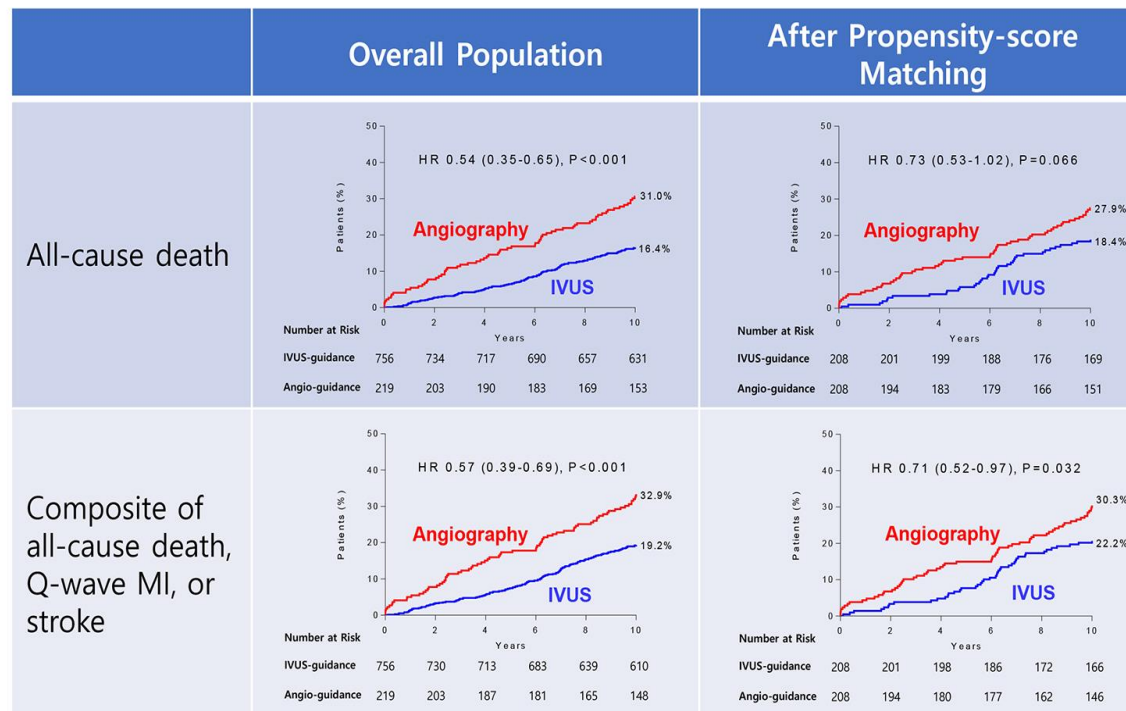 Overall Population
After Propensity-score
Matching
All-cause death
50
40
30
20
10
0
Patients (%)
HR 0.54 (0.35-0.65), P<0.001
31.0%
Angiography
16.4%
IVUS
0 2 4 6 8 10
Years
Number at Risk
IVUS-guidance 756 734 717 690 657 631
Angio-guidance 219 203 190 183 169 153
50
40
30
20
10
0
Patients (%)
HR 0.73 (0.53-1.02), P=0.066
27.9%
Angiography
18.4%
IVUS
0 2 4 6 8 10
Years
Number at Risk
IVUS-guidance 208 201 199 188 176 169
Angio-guidance 208 194 183 179 166 151
Composite of
all-cause death,
Q-wave MI, or
stroke
50
40
30
20
10
0
Patients (%)
HR 0.57 (0.39-0.69), P<0.001
32.9%
Angiography
19.2%
IVUS
0 2 4 6 8 10
Years
Number at Risk
IVUS-guidance 756 730 713 683 639 610
Angio-guidance 219 203 187 181 165 148
50
40
30
20
10
0
Patients (%)
HR 0.71 (0.52-0.97), P=0.032
30.3%
Angiography
22.2%
IVUS
0 2 4 6 8 10
Years
Number at Risk
IVUS-guidance 208 201 198 186 172 166
Angio-guidance 208 194 180 177 162 146